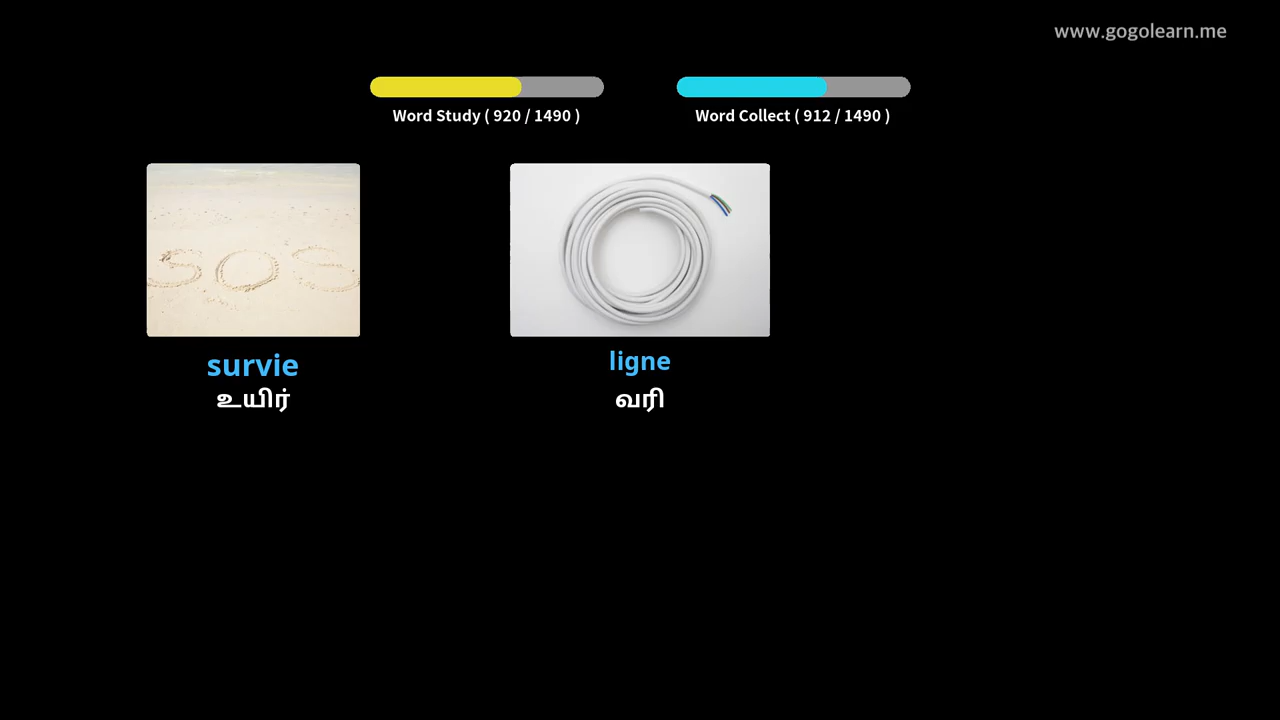 www.gogolearn.me
Word Study ( 920 / 1490 )
Word Collect ( 912 / 1490 )
SOS
survie
உயிர்
ligne
வரி